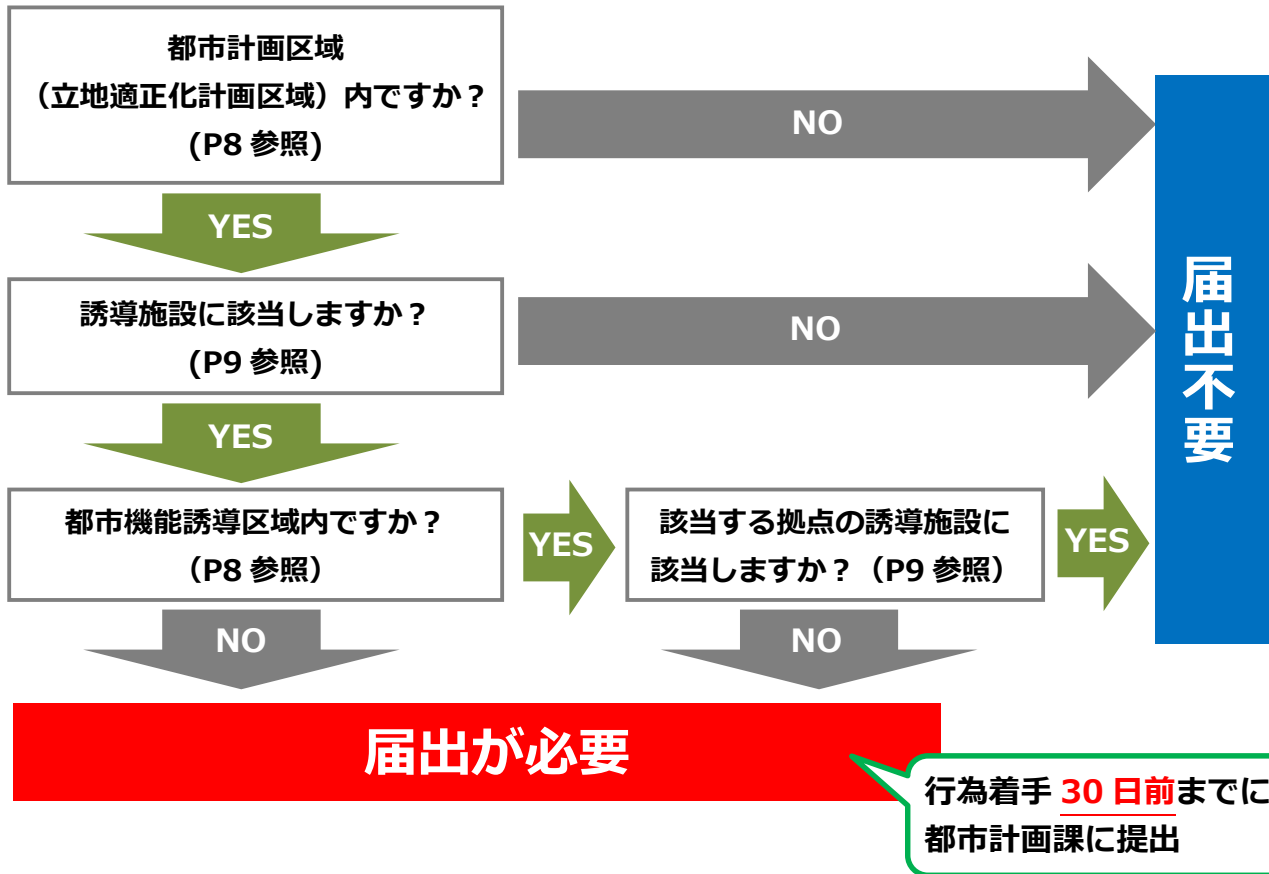 都市計画区域
（立地適正化計画区域）内ですか？
(P8 参照)
NO
YES
誘導施設に該当しますか？
(P9 参照)
NO
YES
都市機能誘導区域内ですか？
（P8 参照）
YES
該当する拠点の誘導施設に
該当しますか？（P9 参照）
YES
届出不要
NO
NO
届出が必要
行為着手 30 日前までに
都市計画課に提出